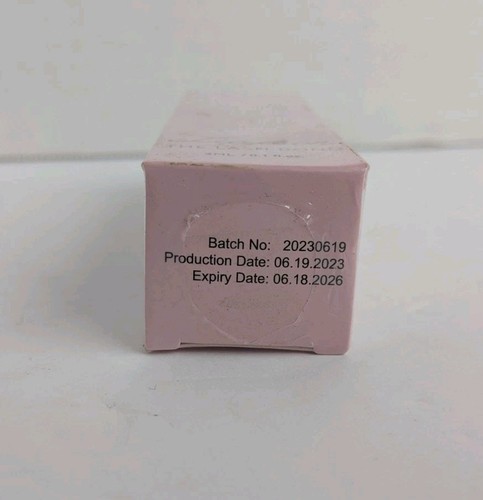 Batch No: 20230619
Production Date: 06.19.2023
Expiry Date: 06.18.2026